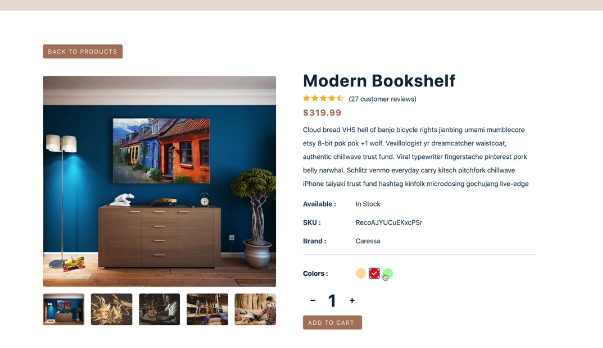 BACK TO PRODUCTS
Modern Bookshelf
(27 customer reviews)
$319.99
Cloud bread VHS hell of banjo bicycle rights jianbing umami mumblecore
etsy 8-bit pok pok +1 wolf. Vexillologist yr dreamcatcher waistcoat,
authentic chillwave trust fund. Viral typewriter fingerstache pinterest pork
belly narwhal. Schlitz venmo everyday carry kitsch pitchfork chillwave
iPhone taiyaki trust fund hashtag kinfolk microdosing gochujang live-edge
Available : In Stock
SKU : RecoAJYUCuEKxcPSr
Brand : Caressa
Colors :
- 1 +
ADD TO CART